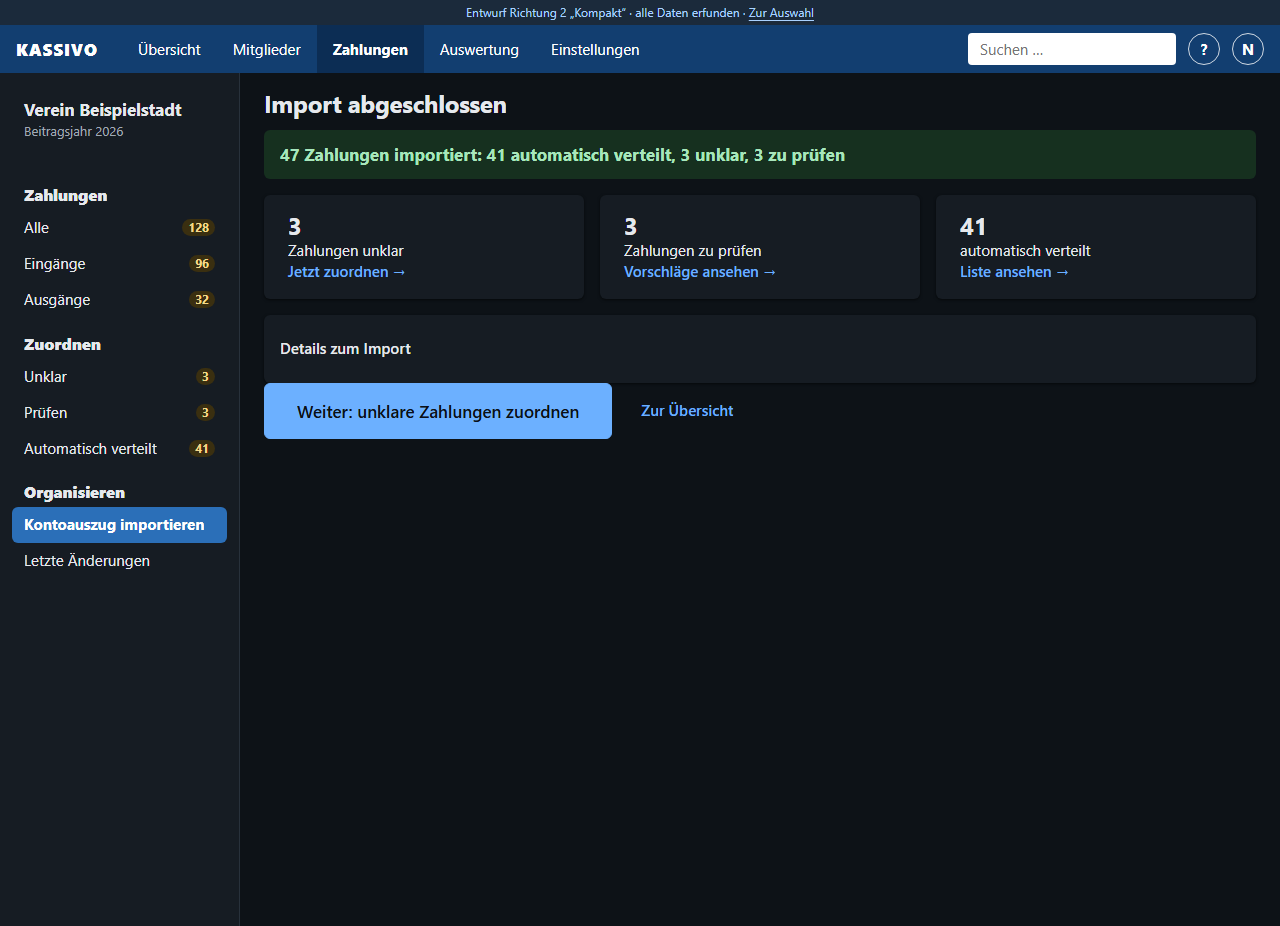 Entwurf Richtung 2 „Kompakt“ · alle Daten erfunden · Zur Auswahl
KASSIVO Übersicht Mitglieder Zahlungen Auswertung Einstellungen Suchen … ? N
Verein Beispielstadt
Beitragsjahr 2026
Zahlungen
Alle 128
Eingänge 96
Ausgänge 32
Zuordnen
Unklar 3
Prüfen 3
Automatisch verteilt 41
Organisieren
Kontoauszug importieren
Letzte Änderungen
Import abgeschlossen
47 Zahlungen importiert: 41 automatisch verteilt, 3 unklar, 3 zu prüfen
3
Zahlungen unklar
Jetzt zuordnen →
3
Zahlungen zu prüfen
Vorschläge ansehen →
41
automatisch verteilt
Liste ansehen →
Details zum Import
Weiter: unklare Zahlungen zuordnen Zur Übersicht